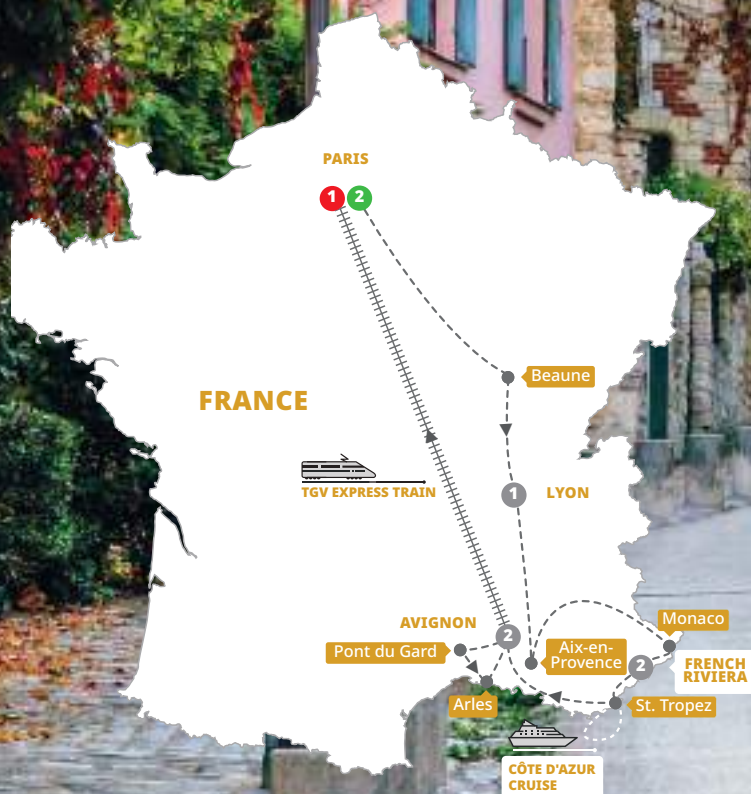 PARIS
1 2
Beaune
FRANCE
TGV EXPRESS TRAIN
1 LYON
AVIGNON
2
Pont du Gard
Arles
Aix-en-
Provence
Monaco
2
FRENCH
RIVIERA
St. Tropez
CÔTE D'AZUR
CRUISE